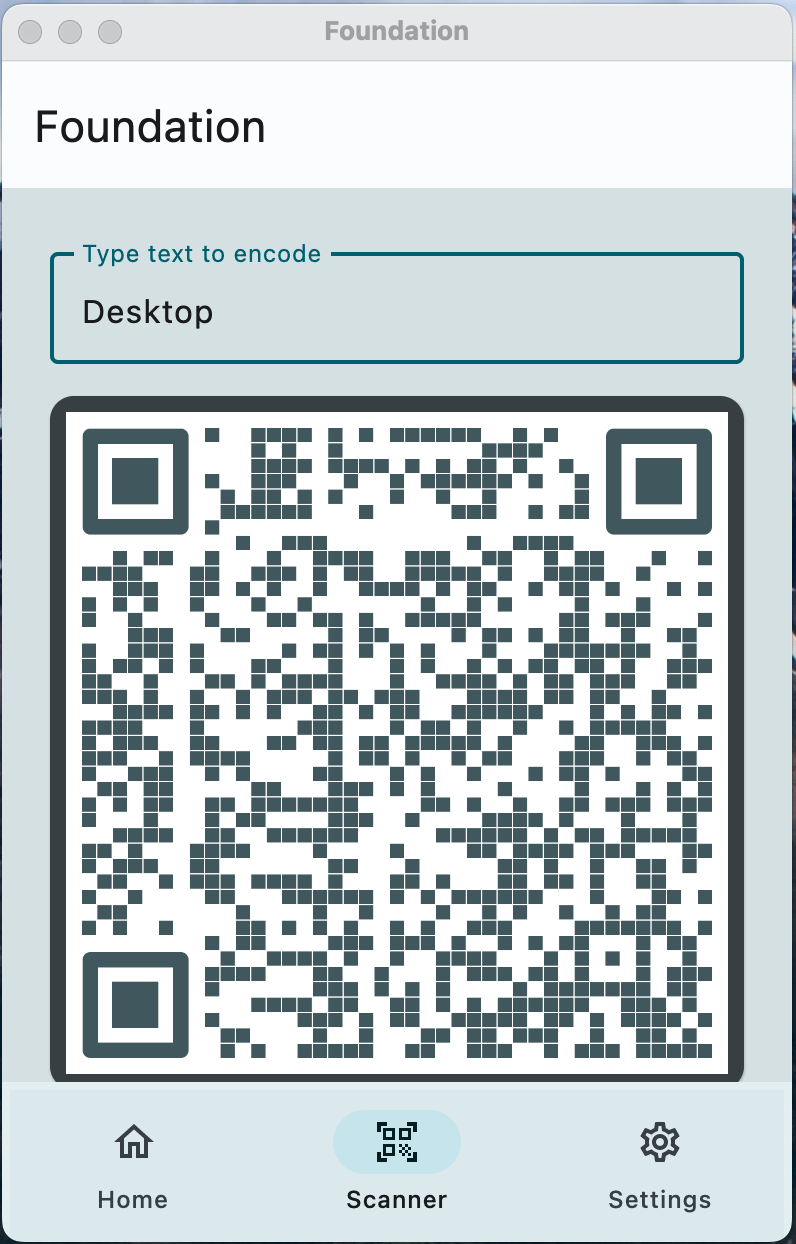 Foundation
Foundation
Type text to encode
Desktop
Home
Scanner
Settings